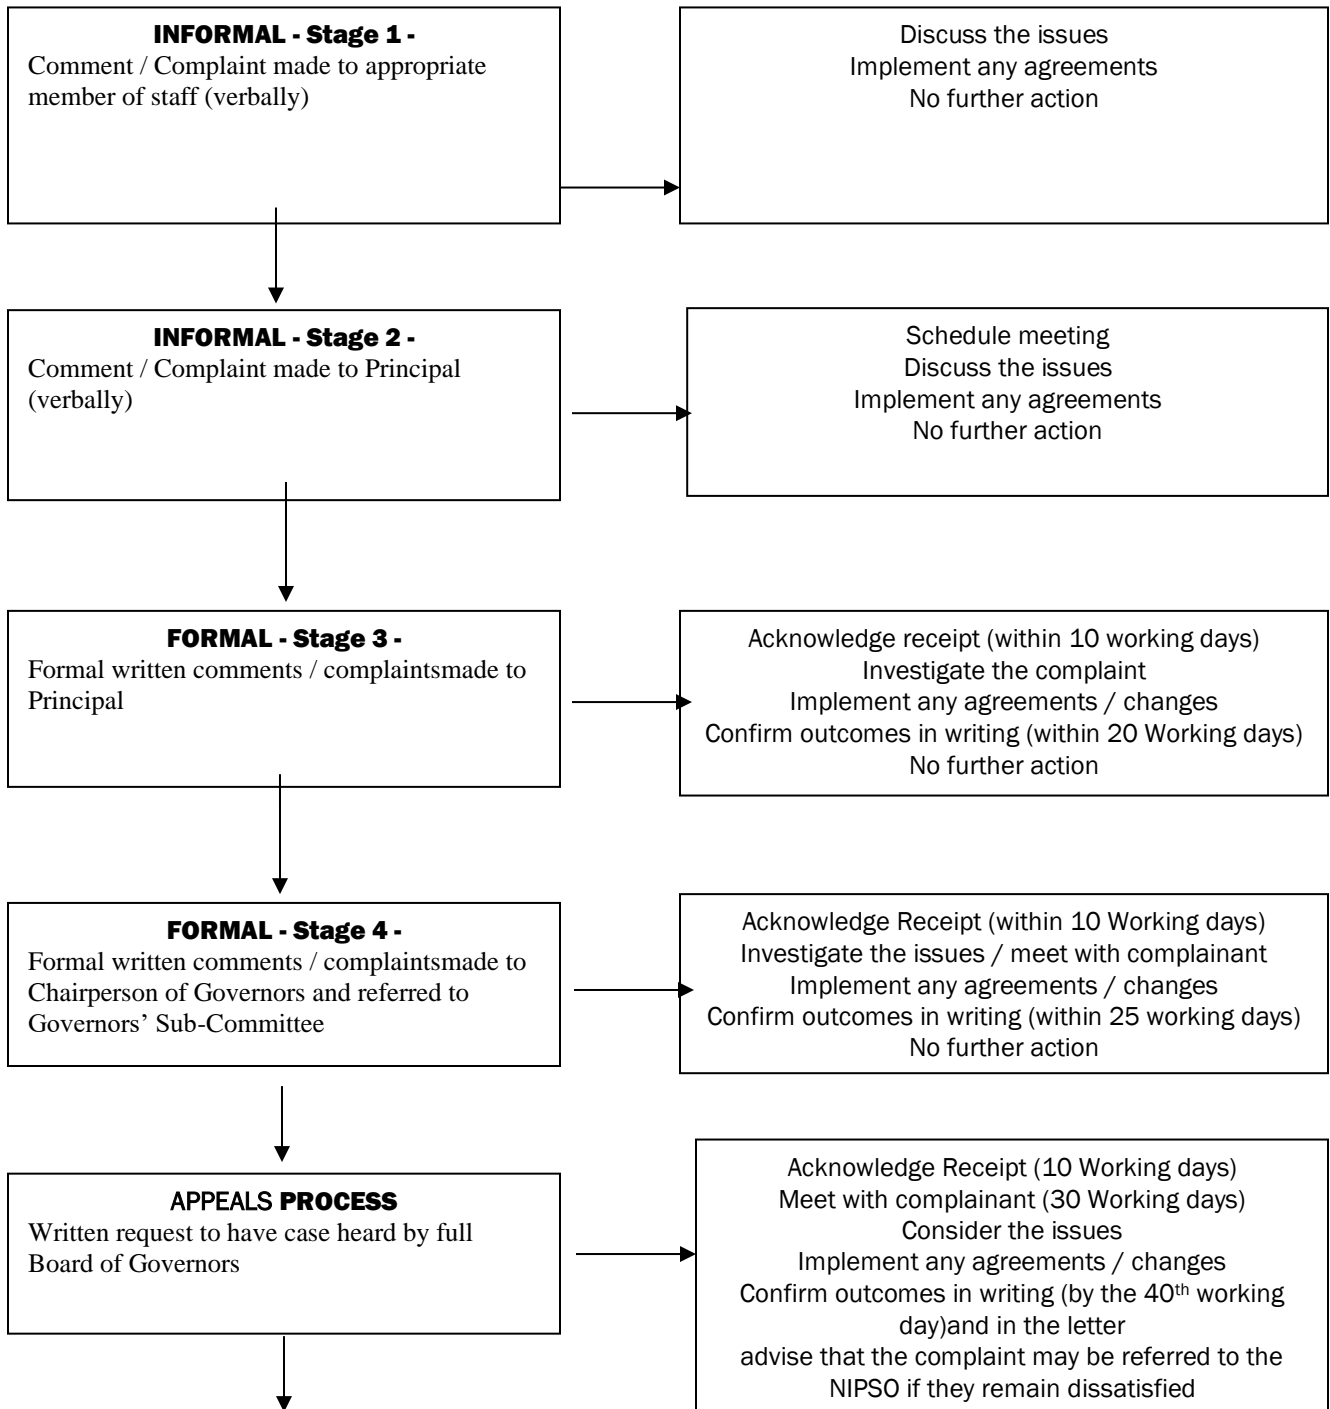 INFORMAL - Stage 1 -
Comment / Complaint made to appropriate
member of staff (verbally)
Discuss the issues
Implement any agreements
No further action
INFORMAL - Stage 2 -
Comment / Complaint made to Principal
(verbally)
Schedule meeting
Discuss the issues
Implement any agreements
No further action
FORMAL - Stage 3 -
Formal written comments / complaintsmade to
Principal
Acknowledge receipt (within 10 working days)
Investigate the complaint
Implement any agreements / changes
Confirm outcomes in writing (within 20 Working days)
No further action
FORMAL - Stage 4 -
Formal written comments / complaintsmade to
Chairperson of Governors and referred to
Governors’ Sub-Committee
Acknowledge Receipt (within 10 Working days)
Investigate the issues / meet with complainant
Implement any agreements / changes
Confirm outcomes in writing (within 25 working days)
No further action
APPEALS PROCESS
Written request to have case heard by full
Board of Governors
Acknowledge Receipt (10 Working days)
Meet with complainant (30 Working days)
Consider the issues
Implement any agreements / changes
Confirm outcomes in writing (by the 40th working
day)and in the letter
advise that the complaint may be referred to the
NIPSO if they remain dissatisfied